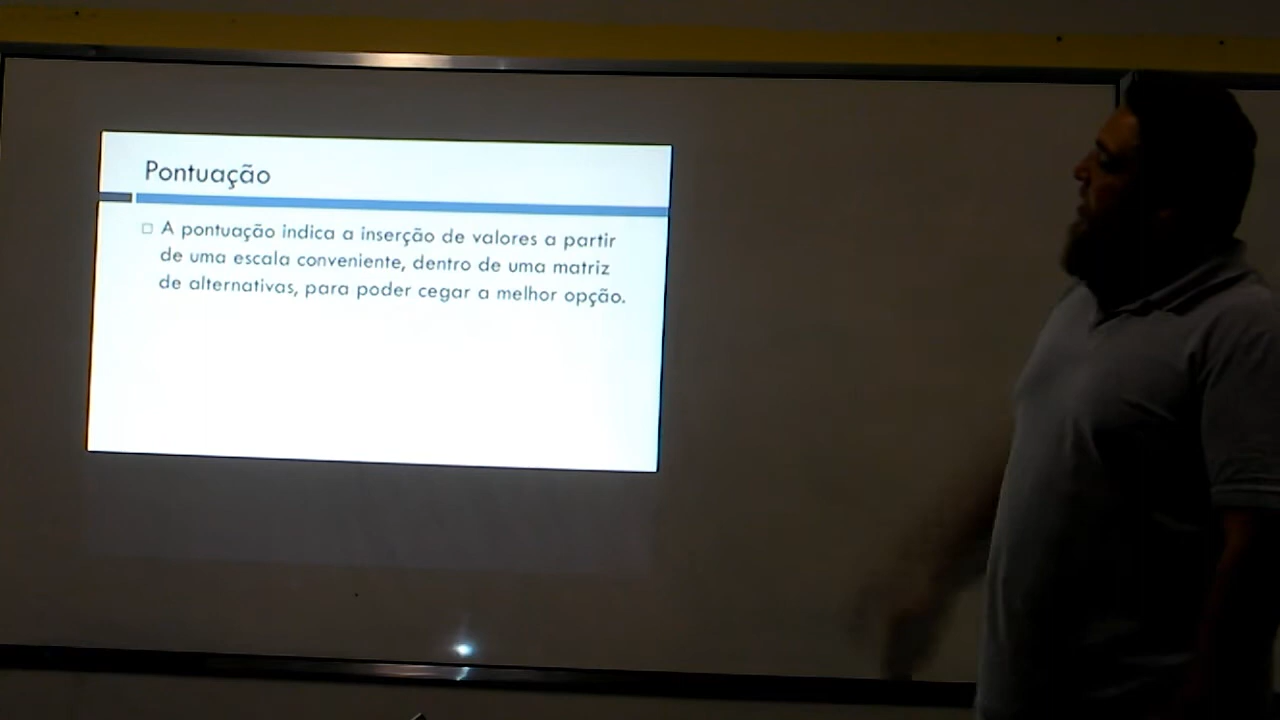 Pontuação
A pontuação indica a inserção de valores a partir
de uma escala conveniente, dentro de uma matriz
de alternativas, para poder cegar a melhor opção.